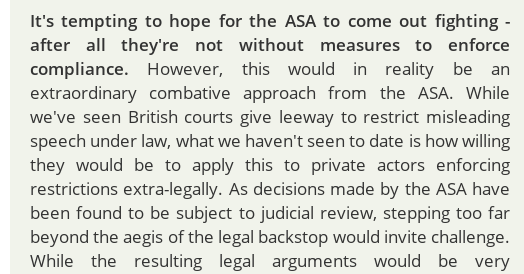 It's tempting to hope for the ASA to come out fighting -
after all they're not without measures to enforce
compliance. However, this would in reality be an
extraordinary combative approach from the ASA. While
we've seen British courts give leeway to restrict misleading
speech under law, what we haven't seen to date is how willing
they would be to apply this to private actors enforcing
restrictions extra-legally. As decisions made by the ASA have
been found to be subject to judicial review, stepping too far
beyond the aegis of the legal backstop would invite challenge.
While the resulting legal arguments would be very